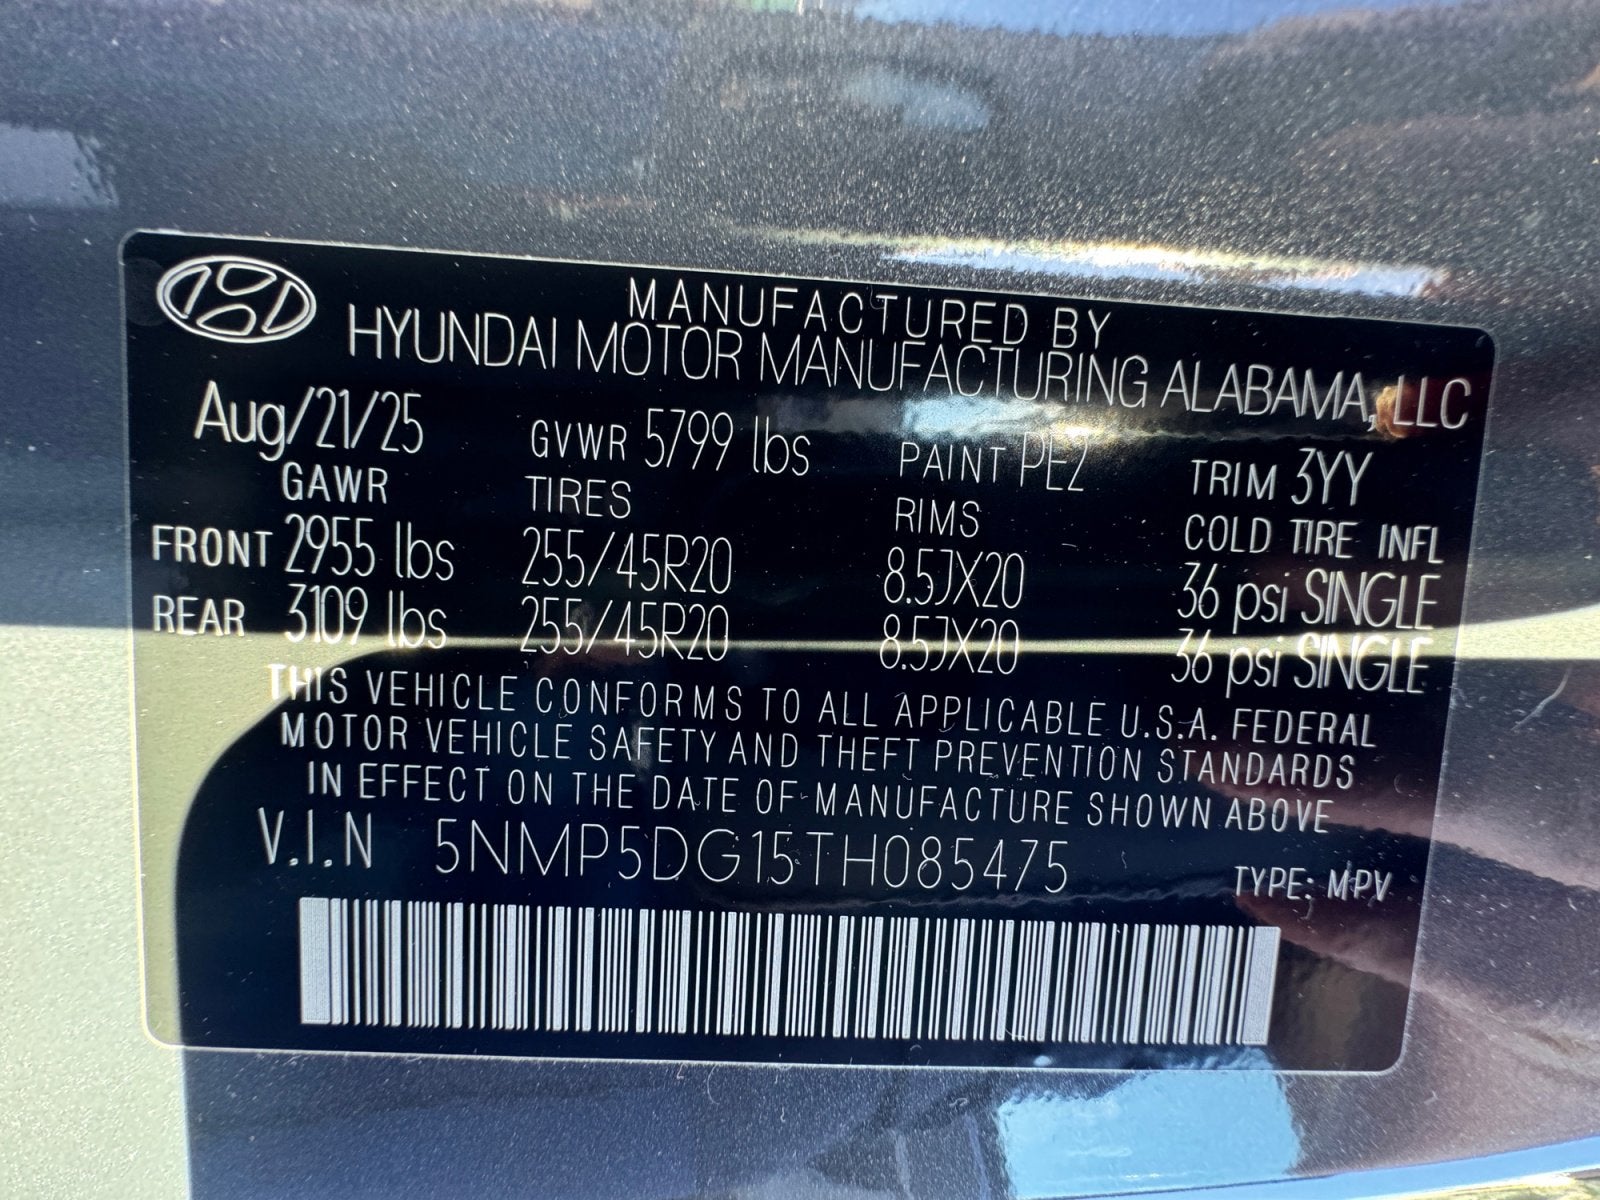 MANUFACTURED BY
HYUNDAI MOTOR MANUFACTURING ALABAMA, LLC
Aug/21/25 GVWR 5799 lbs PAINT PE2 TRIM 3YY
GAWR TIRES RIMS COLD TIRE INFL
FRONT 2955 lbs 255/45R20 8.5JX20 36 psi SINGLE
REAR 3109 lbs 255/45R20 8.5JX20 36 psi SINGLE
THIS VEHICLE CONFORMS TO ALL APPLICABLE U.S.A. FEDERAL
MOTOR VEHICLE SAFETY AND THEFT PREVENTION STANDARDS
IN EFFECT ON THE DATE OF MANUFACTURE SHOWN ABOVE
V.I.N 5NMP5DG15TH085475 TYPE: MPV